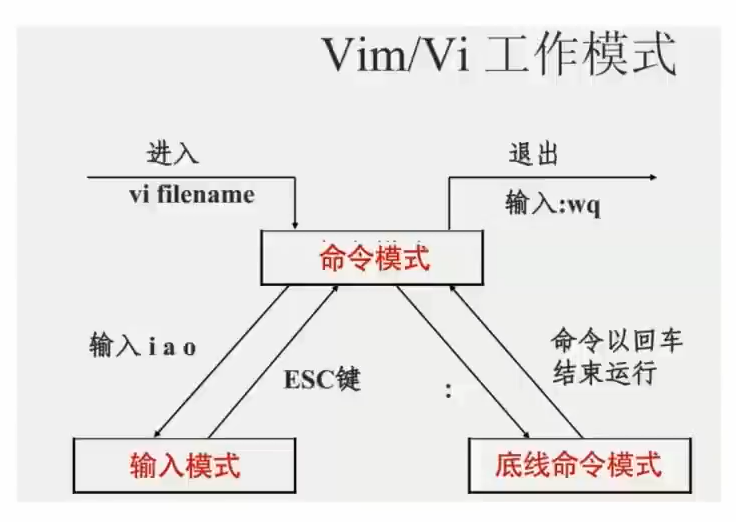 Vim/Vi 工作模式
进入
退出
vi filename
输入:wq
命令模式
输入 i a o
ESC键
:
命令以回车
结束运行
输入模式
底线命令模式